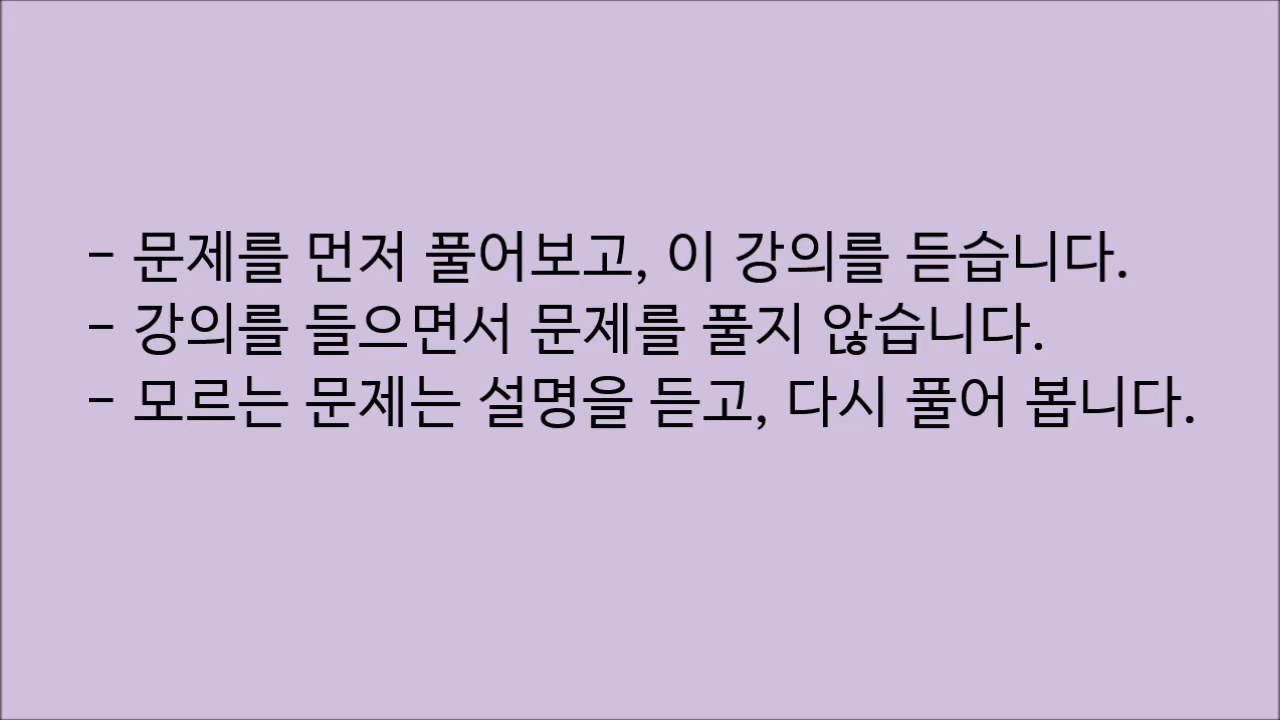 - 문제를 먼저 풀어보고, 이 강의를 듣습니다.
- 강의를 들으면서 문제를 풀지 않습니다.
- 모르는 문제는 설명을 듣고, 다시 풀어 봅니다.